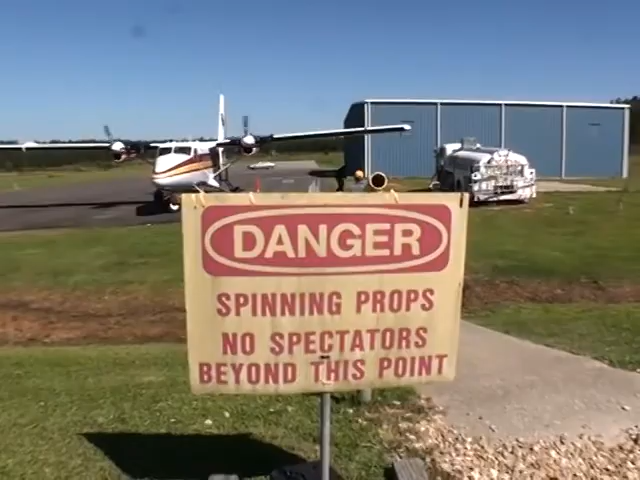 DANGER
SPINNING PROPS
NO SPECTATORS
BEYOND THIS POINT